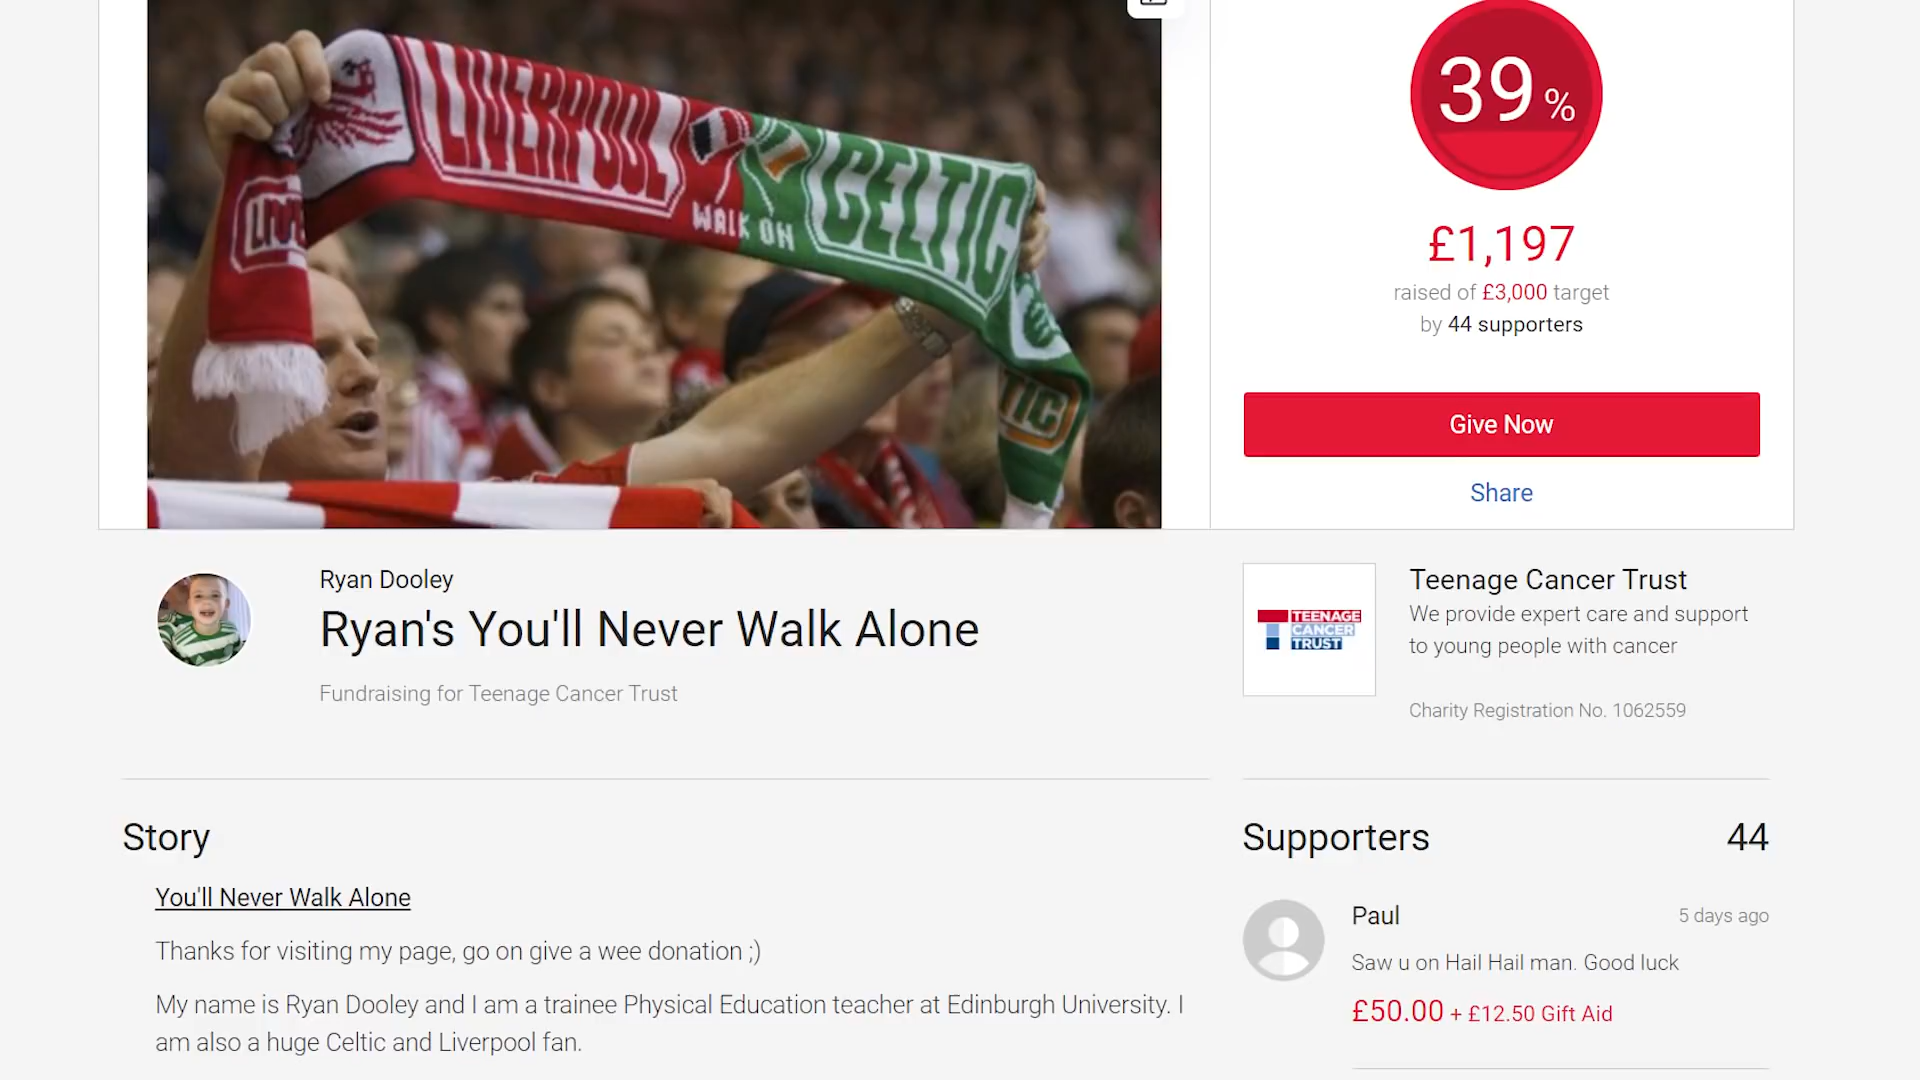 LIVERPOOL
CELTIC
WALK ON
TIC
39 %
£1,197
raised of £3,000 target
by 44 supporters
Give Now
Share
Ryan Dooley
Ryan's You'll Never Walk Alone
Fundraising for Teenage Cancer Trust
TEENAGE
CANCER
TRUST
Teenage Cancer Trust
We provide expert care and support
to young people with cancer
Charity Registration No. 1062559
Story
You'll Never Walk Alone
Thanks for visiting my page, go on give a wee donation ;)
My name is Ryan Dooley and I am a trainee Physical Education teacher at Edinburgh University. I
am also a huge Celtic and Liverpool fan.
Supporters 44
Paul 5 days ago
Saw u on Hail Hail man. Good luck
£50.00 + £12.50 Gift Aid